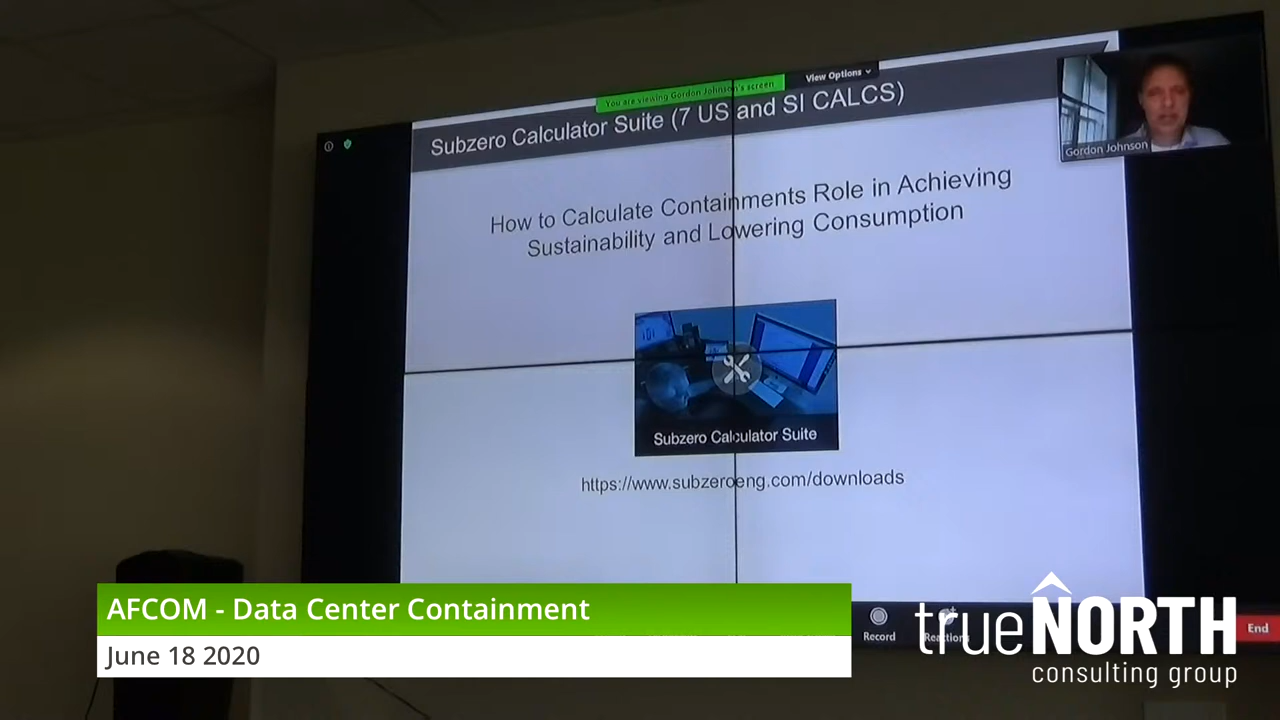 You are viewing Gordon Johnson's screen
View Options
Subzero Calculator Suite (7 US and SI CALCS)
Gordon Johnson
How to Calculate Containments Role in Achieving
Sustainability and Lowering Consumption
Subzero Calculator Suite
https://www.subzeroeng.com/downloads
AFCOM - Data Center Containment
June 18 2020
Record
Reactions
End
trueNORTH
consulting group